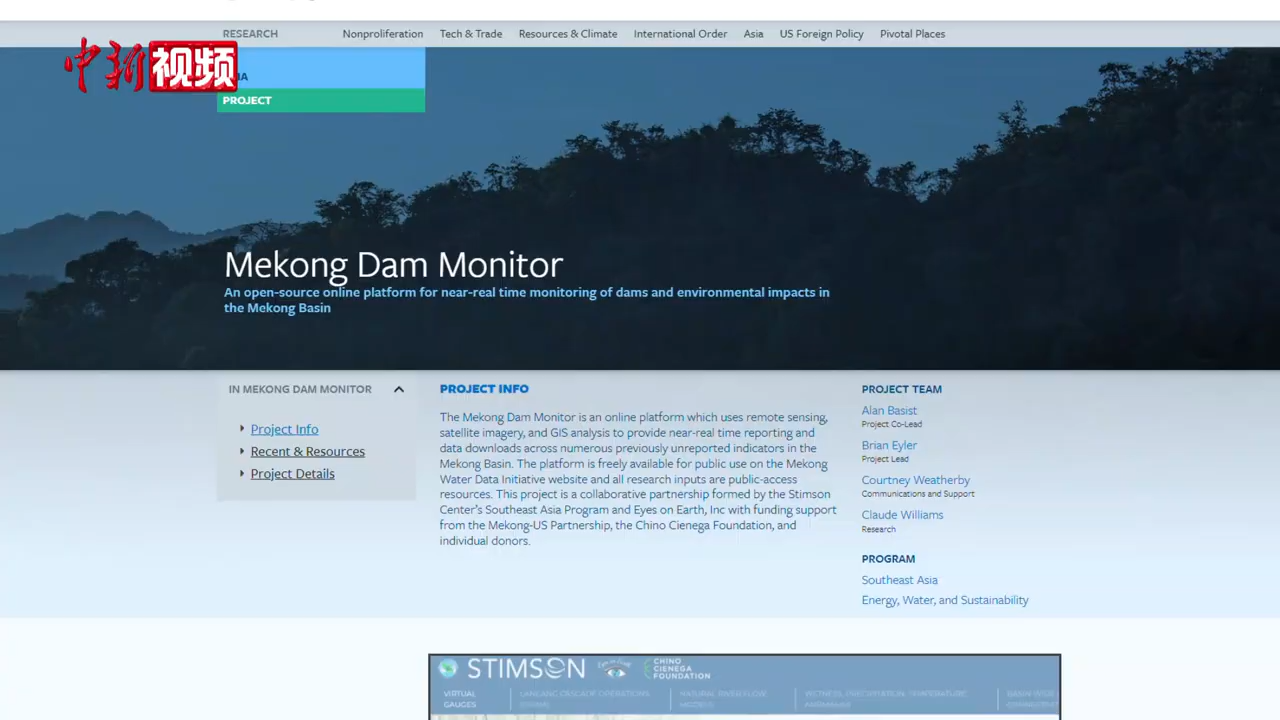 RESEARCH
Nonproliferation
Tech & Trade
Resources & Climate
International Order
Asia
US Foreign Policy
Pivotal Places
中新视频
PROJECT
Mekong Dam Monitor
An open-source online platform for near-real time monitoring of dams and environmental impacts in
the Mekong Basin
IN MEKONG DAM MONITOR
Project Info
Recent & Resources
Project Details
PROJECT INFO
The Mekong Dam Monitor is an online platform which uses remote sensing,
satellite imagery, and GIS analysis to provide near-real time reporting and
data downloads across numerous previously unreported indicators in the
Mekong Basin. The platform is freely available for public use on the Mekong
Water Data Initiative website and all research inputs are public-access
resources. This project is a collaborative partnership formed by the Stimson
Center's Southeast Asia Program and Eyes on Earth, Inc with funding support
from the Mekong-US Partnership, the Chino Cienega Foundation, and
individual donors.
PROJECT TEAM
Alan Basist
Project Co-Lead
Brian Eyler
Project Lead
Courtney Weatherby
Communications and Support
Claude Williams
Research
PROGRAM
Southeast Asia
Energy, Water, and Sustainability
STIMSON
CHINO
CIENEGA
FOUNDATION
VIRTUAL
GAUGES
LANCANG CASCADE OPERATIONS
NATURAL RIVER FLOW
MODELS